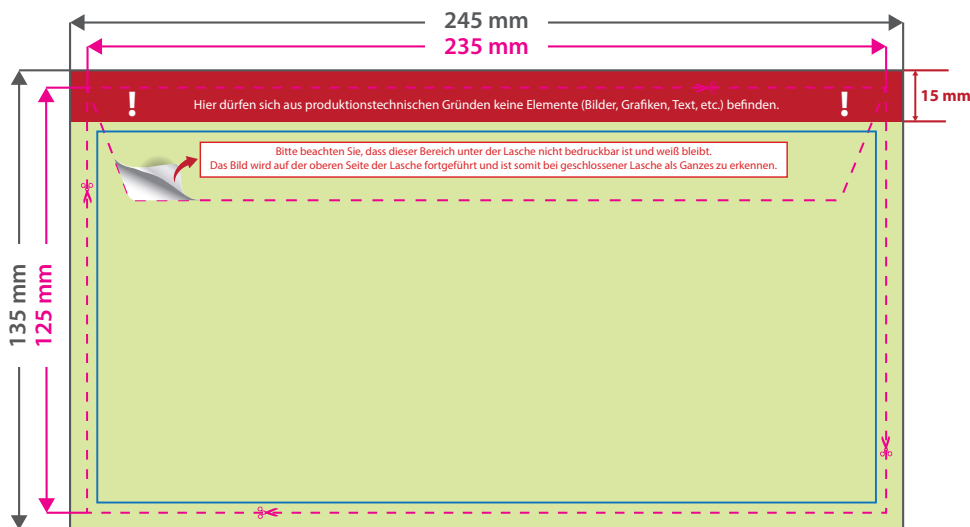 245 mm
235 mm
15 mm
! Hier dürfen sich aus produktionstechnischen Gründen keine Elemente (Bilder, Grafiken, Text, etc.) befinden. !
Bitte beachten Sie, dass dieser Bereich unter der Lasche nicht bedruckbar ist und weiß bleibt.
Das Bild wird auf der oberen Seite der Lasche fortgeführt und ist somit bei geschlossener Lasche als Ganzes zu erkennen.
135 mm
125 mm